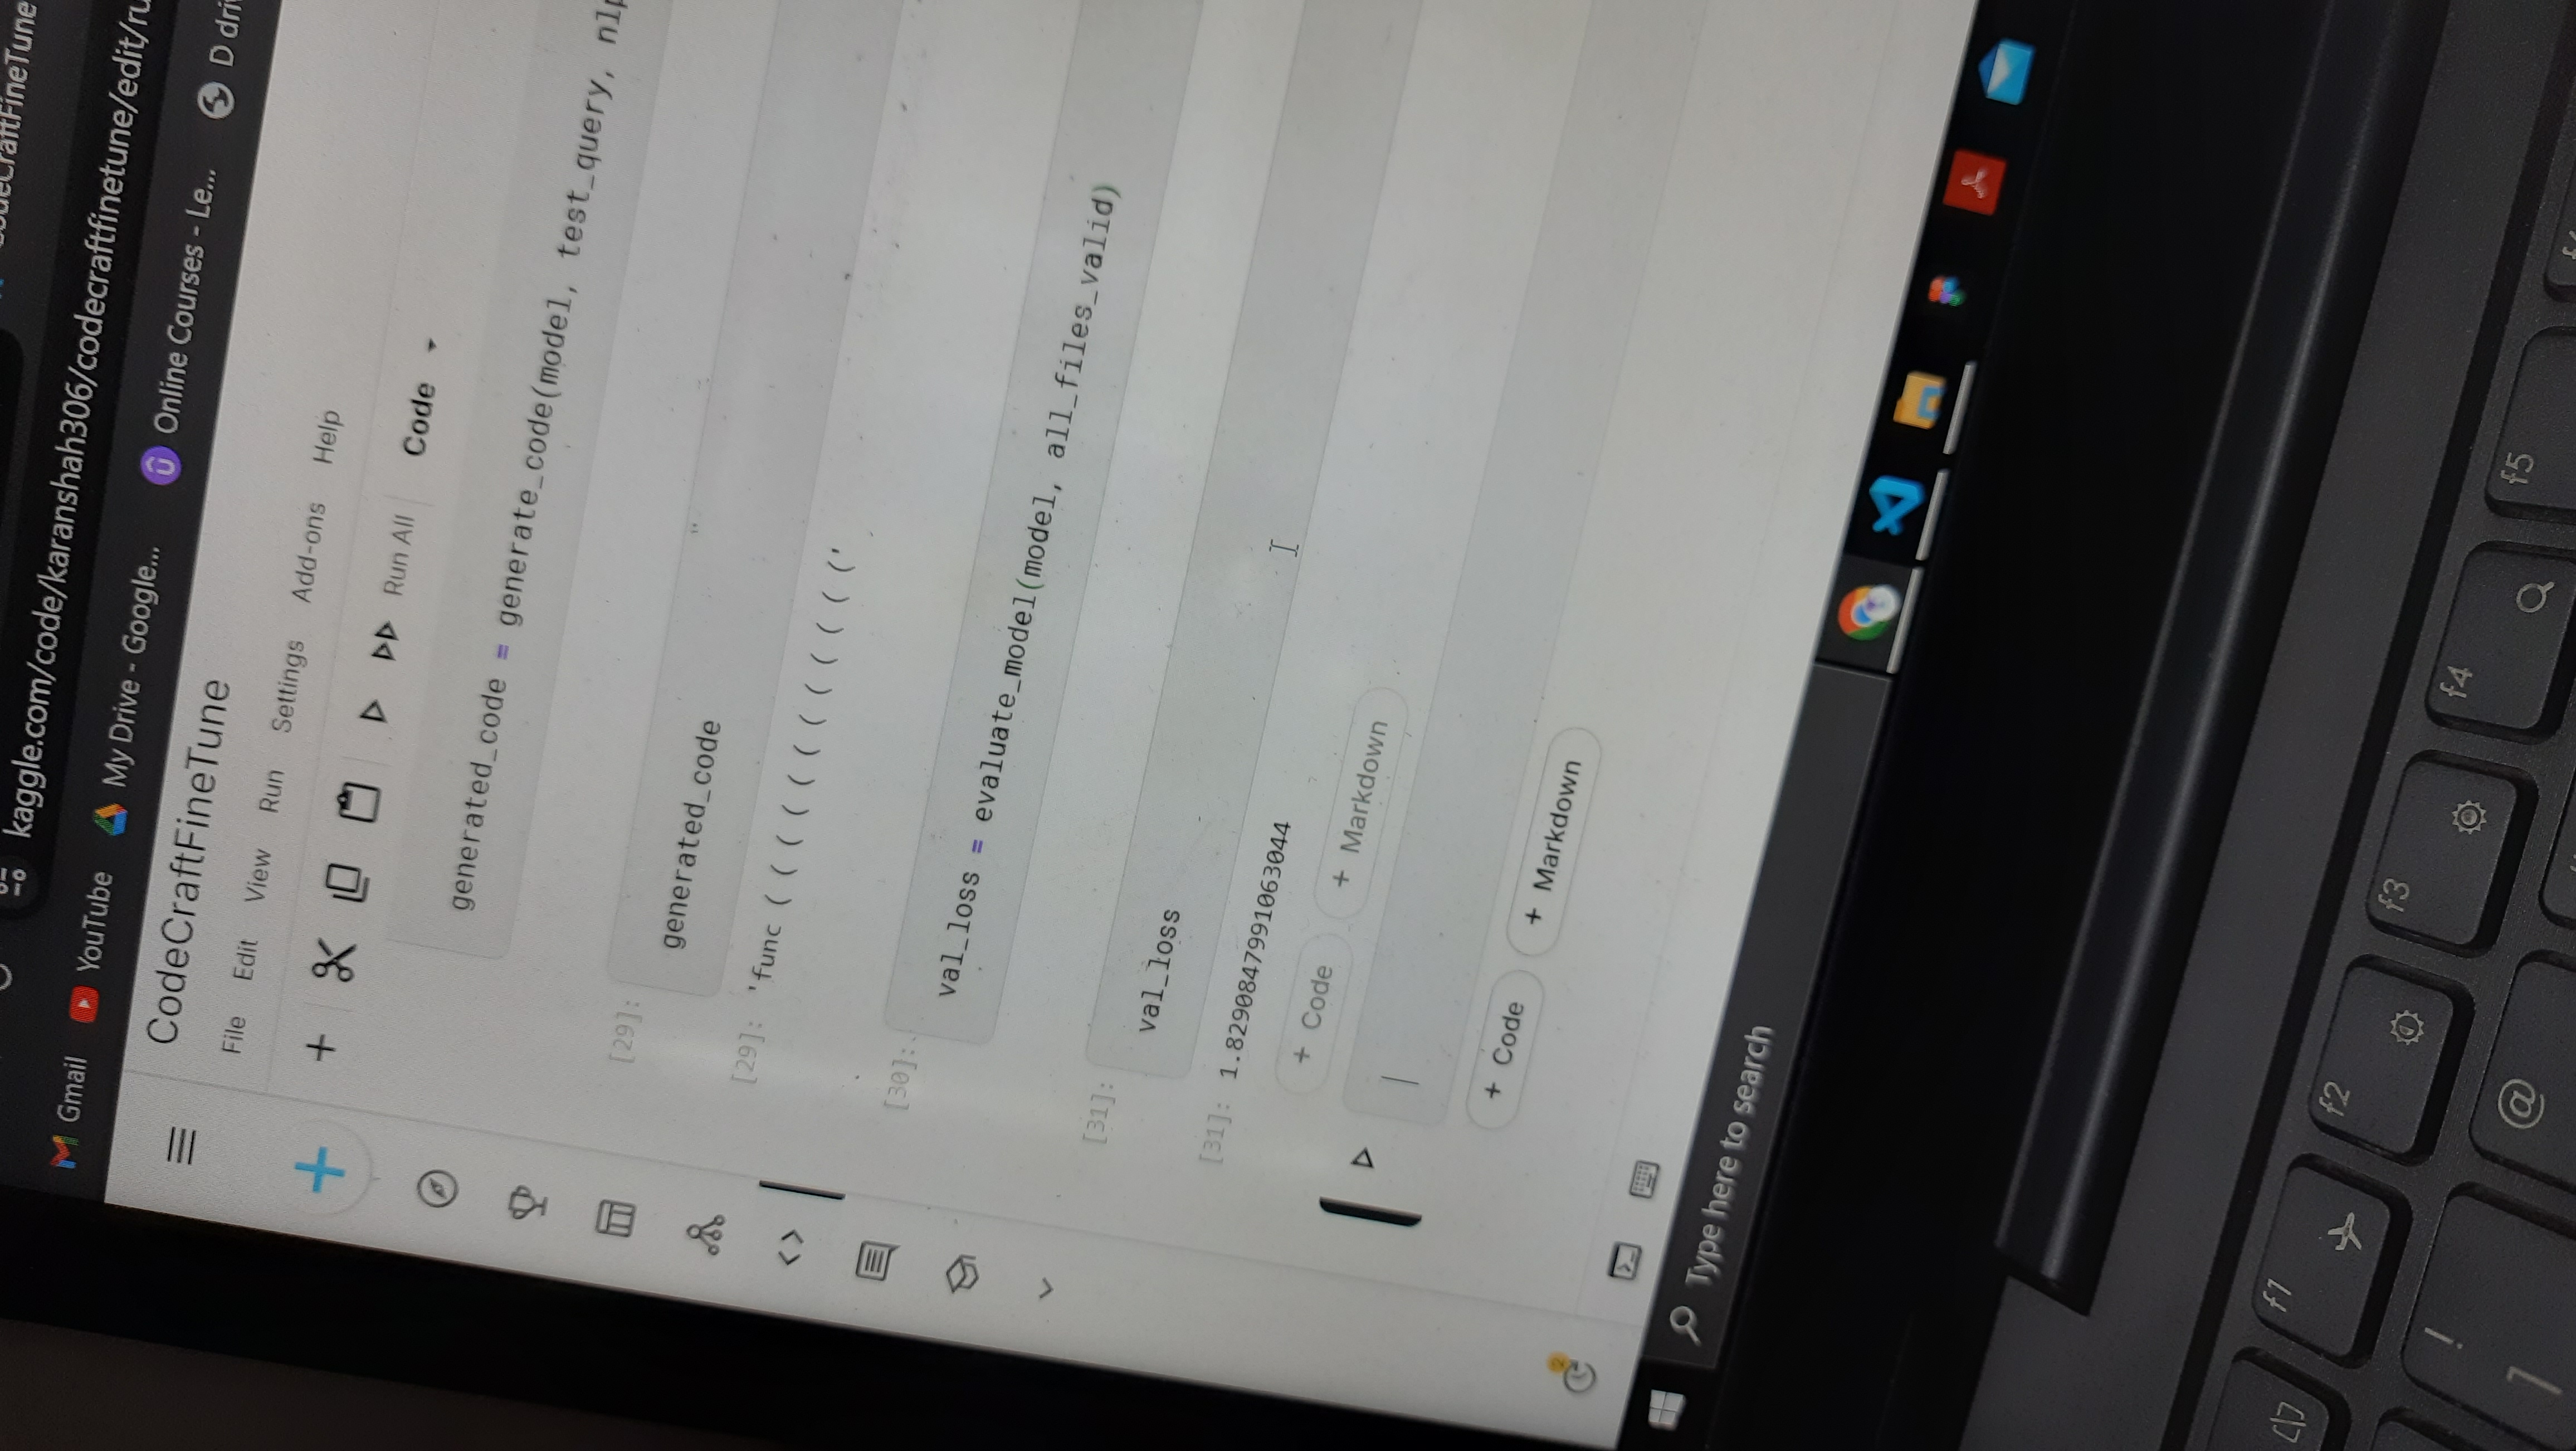 CodeCraftFineTune
kaggle.com/code/karanshah306/codecraftfinetune/edit/ru
Gmail YouTube My Drive - Google... Online Courses - Le... D dri
CodeCraftFineTune
File Edit View Run Settings Add-ons Help
Run All Code
generated_code = generate_code(model, test_query, nlp
[29]:
generated_code
[29]: 'func ( ( ( ( ( ( ( ( ( ( ( ('
[30]:
val_loss = evaluate_model(model, all_files_valid)
[31]:
val_loss
[31]: 1.8290847991063044
+ Code + Markdown
+ Code + Markdown
2
Type here to search
f1 f2 f3 f4 f5
! @
1